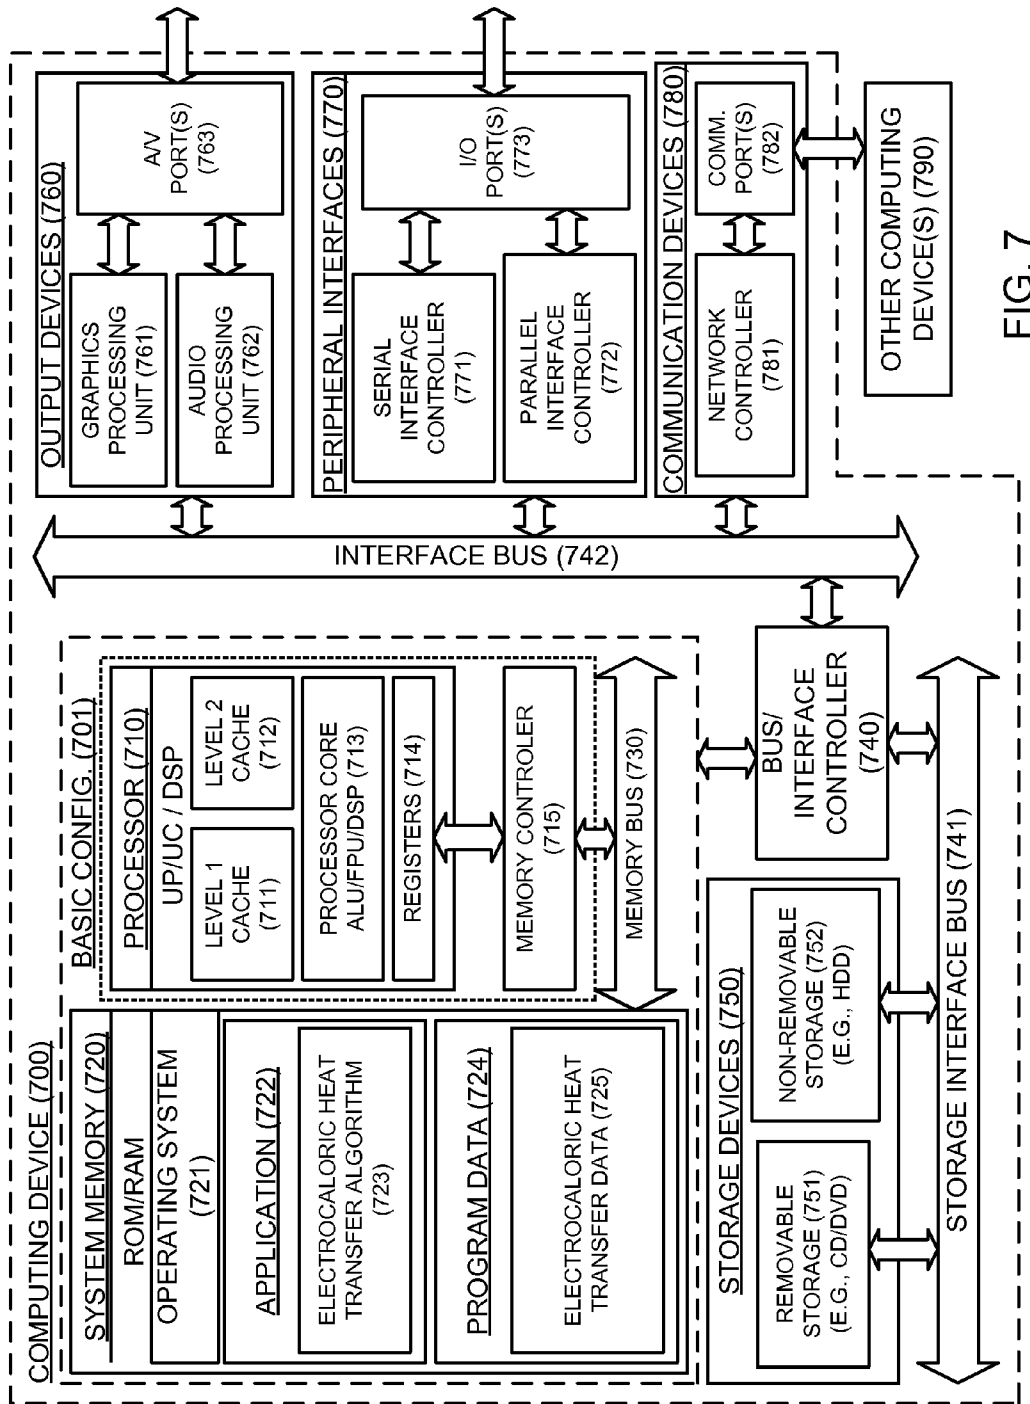 COMPUTING DEVICE (700)
BASIC CONFIG. (701)
SYSTEM MEMORY (720)
ROM/RAM
OPERATING SYSTEM
(721)
APPLICATION (722)
ELECTROCALORIC HEAT
TRANSFER ALGORITHM
(723)
PROGRAM DATA (724)
ELECTROCALORIC HEAT
TRANSFER DATA (725)
PROCESSOR (710)
UP/UC / DSP
LEVEL 1
CACHE
(711)
LEVEL 2
CACHE
(712)
PROCESSOR CORE
ALU/FPU/DSP (713)
REGISTERS (714)
MEMORY CONTROLER
(715)
MEMORY BUS (730)
STORAGE DEVICES (750)
REMOVABLE
STORAGE (751)
(E.G., CD/DVD)
NON-REMOVABLE
STORAGE (752)
(E.G., HDD)
BUS/
INTERFACE
CONTROLLER
(740)
STORAGE INTERFACE BUS (741)
INTERFACE BUS (742)
OUTPUT DEVICES (760)
GRAPHICS
PROCESSING
UNIT (761)
AUDIO
PROCESSING
UNIT (762)
A/V
PORT(S)
(763)
PERIPHERAL INTERFACES (770)
SERIAL
INTERFACE
CONTROLLER
(771)
PARALLEL
INTERFACE
CONTROLLER
(772)
I/O
PORT(S)
(773)
COMMUNICATION DEVICES (780)
NETWORK
CONTROLLER
(781)
COMM.
PORT(S)
(782)
OTHER COMPUTING
DEVICE(S) (790)
FIG. 7